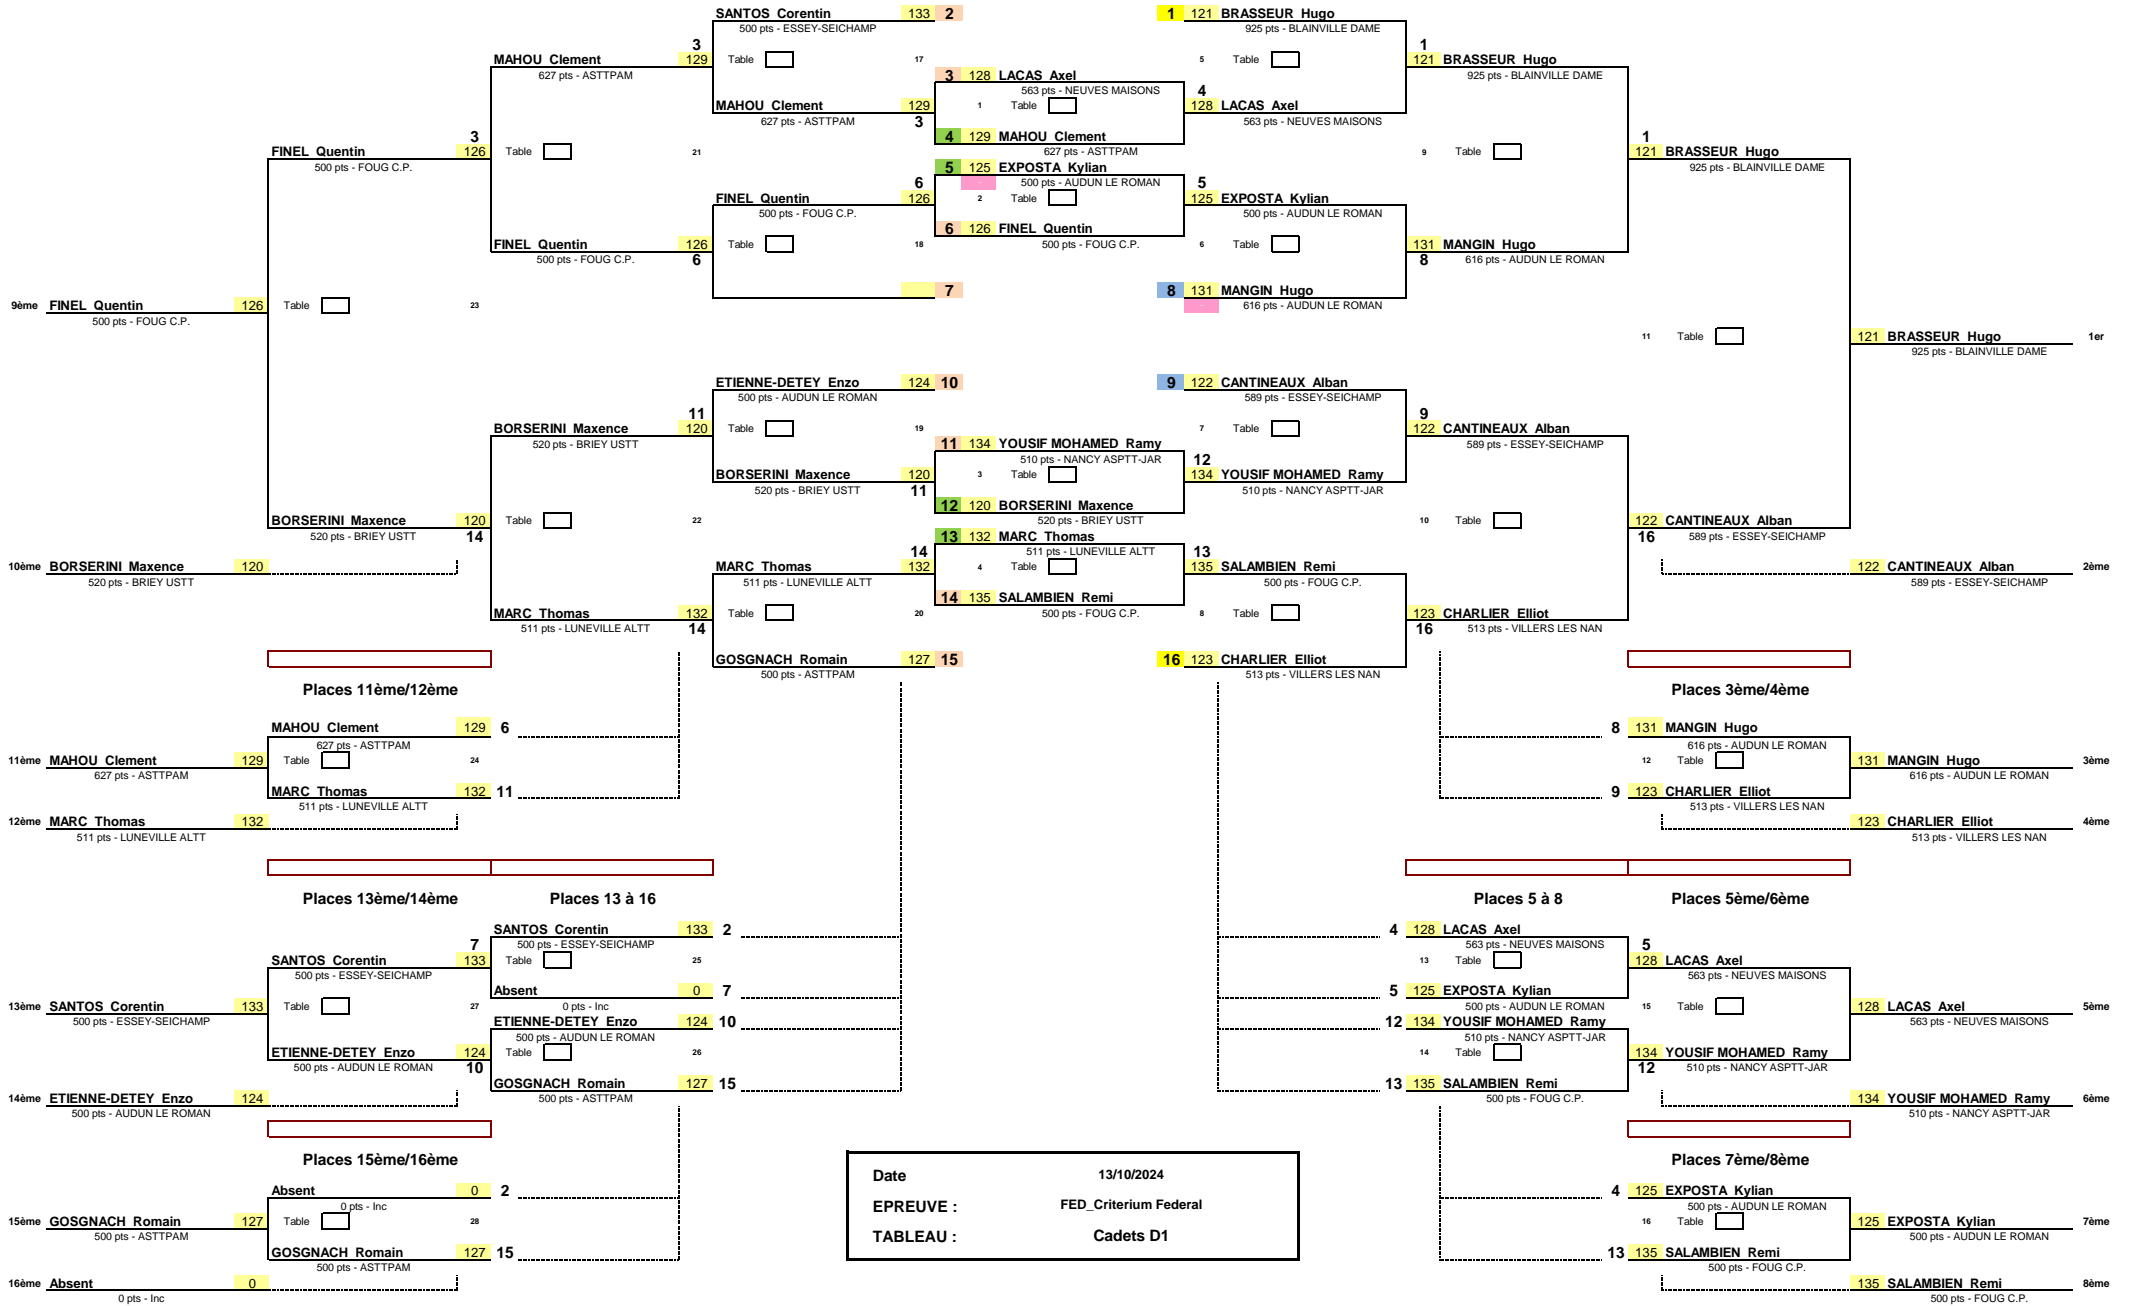 SANTOS Corentin 133 2 1 121 BRASSEUR Hugo
500 pts - ESSEY-SEICHAMP 925 pts - BLAINVILLE DAME
3 1
MAHOU Clement 129 Table 17 5 Table 121 BRASSEUR Hugo
627 pts - ASTTPAM 3 128 LACAS Axel 925 pts - BLAINVILLE DAME
563 pts - NEUVES MAISONS 4
MAHOU Clement 129 1 Table 128 LACAS Axel
627 pts - ASTTPAM 3 563 pts - NEUVES MAISONS
3 4 129 MAHOU Clement 1
FINEL Quentin 126 Table 21 627 pts - ASTTPAM 9 Table 121 BRASSEUR Hugo
500 pts - FOUG C.P. 5 125 EXPOSTA Kylian 925 pts - BLAINVILLE DAME
6 500 pts - AUDUN LE ROMAN 5
FINEL Quentin 126 2 Table 125 EXPOSTA Kylian
500 pts - FOUG C.P. 500 pts - AUDUN LE ROMAN
6 126 FINEL Quentin
FINEL Quentin 126 Table 18 500 pts - FOUG C.P. 6 Table 131 MANGIN Hugo
500 pts - FOUG C.P. 6 8 616 pts - AUDUN LE ROMAN
7 8 131 MANGIN Hugo
9ème FINEL Quentin 126 Table 23 616 pts - AUDUN LE ROMAN
500 pts - FOUG C.P.
11 Table 121 BRASSEUR Hugo 1er
925 pts - BLAINVILLE DAME
ETIENNE-DETEY Enzo 124 10 9 122 CANTINEAUX Alban
500 pts - AUDUN LE ROMAN 589 pts - ESSEY-SEICHAMP
11 9
BORSERINI Maxence 120 Table 19 7 Table 122 CANTINEAUX Alban
520 pts - BRIEY USTT 11 134 YOUSIF MOHAMED Ramy 589 pts - ESSEY-SEICHAMP
510 pts - NANCY ASPTT-JAR 12
BORSERINI Maxence 120 3 Table 134 YOUSIF MOHAMED Ramy
520 pts - BRIEY USTT 11 510 pts - NANCY ASPTT-JAR
12 120 BORSERINI Maxence
BORSERINI Maxence 120 Table 22 520 pts - BRIEY USTT 10 Table 122 CANTINEAUX Alban
520 pts - BRIEY USTT 14 13 132 MARC Thomas 16 589 pts - ESSEY-SEICHAMP
14 511 pts - LUNEVILLE ALTT 13
10ème BORSERINI Maxence 120 MARC Thomas 132 4 Table 135 SALAMBIEN Remi 122 CANTINEAUX Alban 2ème
520 pts - BRIEY USTT 511 pts - LUNEVILLE ALTT 500 pts - FOUG C.P. 589 pts - ESSEY-SEICHAMP
14 135 SALAMBIEN Remi
MARC Thomas 132 Table 20 500 pts - FOUG C.P. 8 Table 123 CHARLIER Elliot
511 pts - LUNEVILLE ALTT 14 16 513 pts - VILLERS LES NAN
GOSGNACH Romain 127 15 16 123 CHARLIER Elliot
500 pts - ASTTPAM 513 pts - VILLERS LES NAN
Places 11ème/12ème Places 3ème/4ème
MAHOU Clement 129 6 8 131 MANGIN Hugo
627 pts - ASTTPAM 616 pts - AUDUN LE ROMAN
11ème MAHOU Clement 129 Table 24 12 Table 131 MANGIN Hugo 3ème
627 pts - ASTTPAM 616 pts - AUDUN LE ROMAN
MARC Thomas 132 11 9 123 CHARLIER Elliot
511 pts - LUNEVILLE ALTT 513 pts - VILLERS LES NAN
12ème MARC Thomas 132 123 CHARLIER Elliot 4ème
511 pts - LUNEVILLE ALTT 513 pts - VILLERS LES NAN
Places 13ème/14ème Places 13 à 16 Places 5 à 8 Places 5ème/6ème
SANTOS Corentin 133 2 4 128 LACAS Axel
7 500 pts - ESSEY-SEICHAMP 563 pts - NEUVES MAISONS 5
SANTOS Corentin 133 Table 25 13 Table 128 LACAS Axel
500 pts - ESSEY-SEICHAMP 563 pts - NEUVES MAISONS
Absent 0 7 5 125 EXPOSTA Kylian
13ème SANTOS Corentin 133 Table 27 0 pts - Inc 500 pts - AUDUN LE ROMAN 15 Table 128 LACAS Axel 5ème
500 pts - ESSEY-SEICHAMP ETIENNE-DETEY Enzo 124 10 12 134 YOUSIF MOHAMED Ramy 563 pts - NEUVES MAISONS
500 pts - AUDUN LE ROMAN 510 pts - NANCY ASPTT-JAR
ETIENNE-DETEY Enzo 124 Table 26 14 Table 134 YOUSIF MOHAMED Ramy
500 pts - AUDUN LE ROMAN 10 12 510 pts - NANCY ASPTT-JAR
GOSGNACH Romain 127 15 13 135 SALAMBIEN Remi
14ème ETIENNE-DETEY Enzo 124 500 pts - ASTTPAM 500 pts - FOUG C.P. 134 YOUSIF MOHAMED Ramy 6ème
500 pts - AUDUN LE ROMAN 510 pts - NANCY ASPTT-JAR
Places 15ème/16ème Places 7ème/8ème
Date 13/10/2024
Absent 0 2 4 125 EXPOSTA Kylian
0 pts - Inc EPREUVE : FED_Criterium Federal 500 pts - AUDUN LE ROMAN
15ème GOSGNACH Romain 127 Table 28 16 Table 125 EXPOSTA Kylian 7ème
500 pts - ASTTPAM TABLEAU : Cadets D1 500 pts - AUDUN LE ROMAN
GOSGNACH Romain 127 15 13 135 SALAMBIEN Remi
500 pts - ASTTPAM 500 pts - FOUG C.P.
16ème Absent 0 135 SALAMBIEN Remi 8ème
0 pts - Inc 500 pts - FOUG C.P.